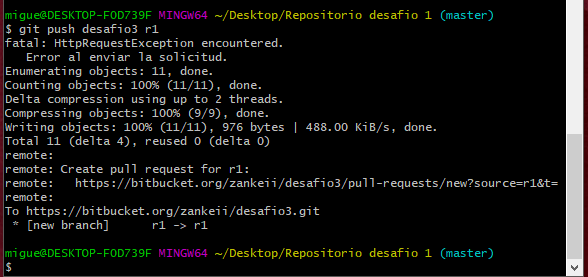 migue@DESKTOP-FOD739F MINGW64 ~/Desktop/Repositorio desafio 1 (master)
$ git push desafio3 r1
fatal: HttpRequestException encountered.
   Error al enviar la solicitud.
Enumerating objects: 11, done.
Counting objects: 100% (11/11), done.
Delta compression using up to 2 threads.
Compressing objects: 100% (9/9), done.
Writing objects: 100% (11/11), 976 bytes | 488.00 KiB/s, done.
Total 11 (delta 4), reused 0 (delta 0)
remote:
remote: Create pull request for r1:
remote:   https://bitbucket.org/zankeii/desafio3/pull-requests/new?source=r1&t=
remote:
To https://bitbucket.org/zankeii/desafio3.git
 * [new branch]      r1 -> r1
migue@DESKTOP-FOD739F MINGW64 ~/Desktop/Repositorio desafio 1 (master)
$